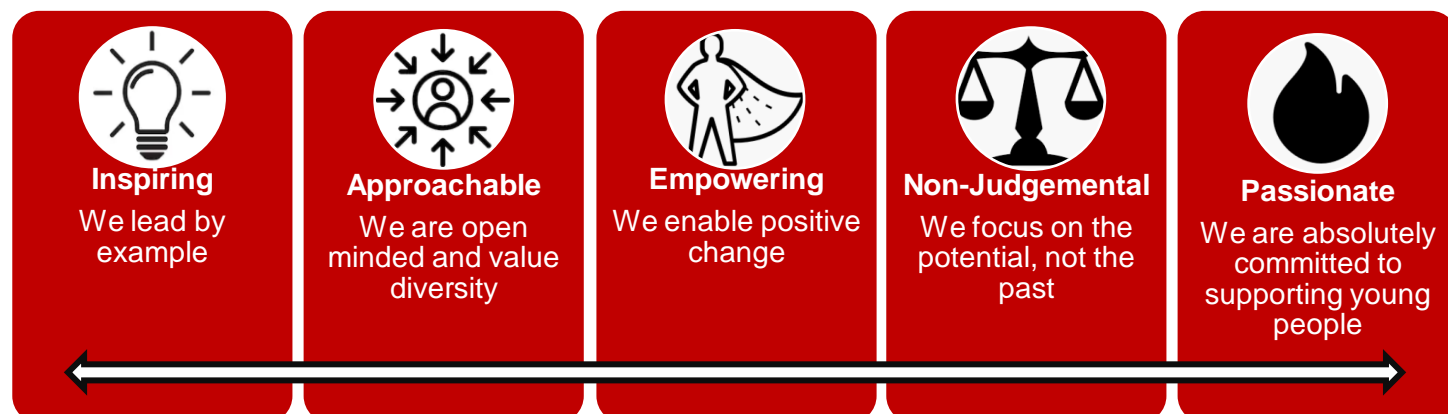 Inspiring
We lead by
example
Approachable
We are open
minded and value
diversity
Empowering
We enable positive
change
Non-Judgemental
We focus on the
potential, not the
past
Passionate
We are absolutely
committed to
supporting young
people